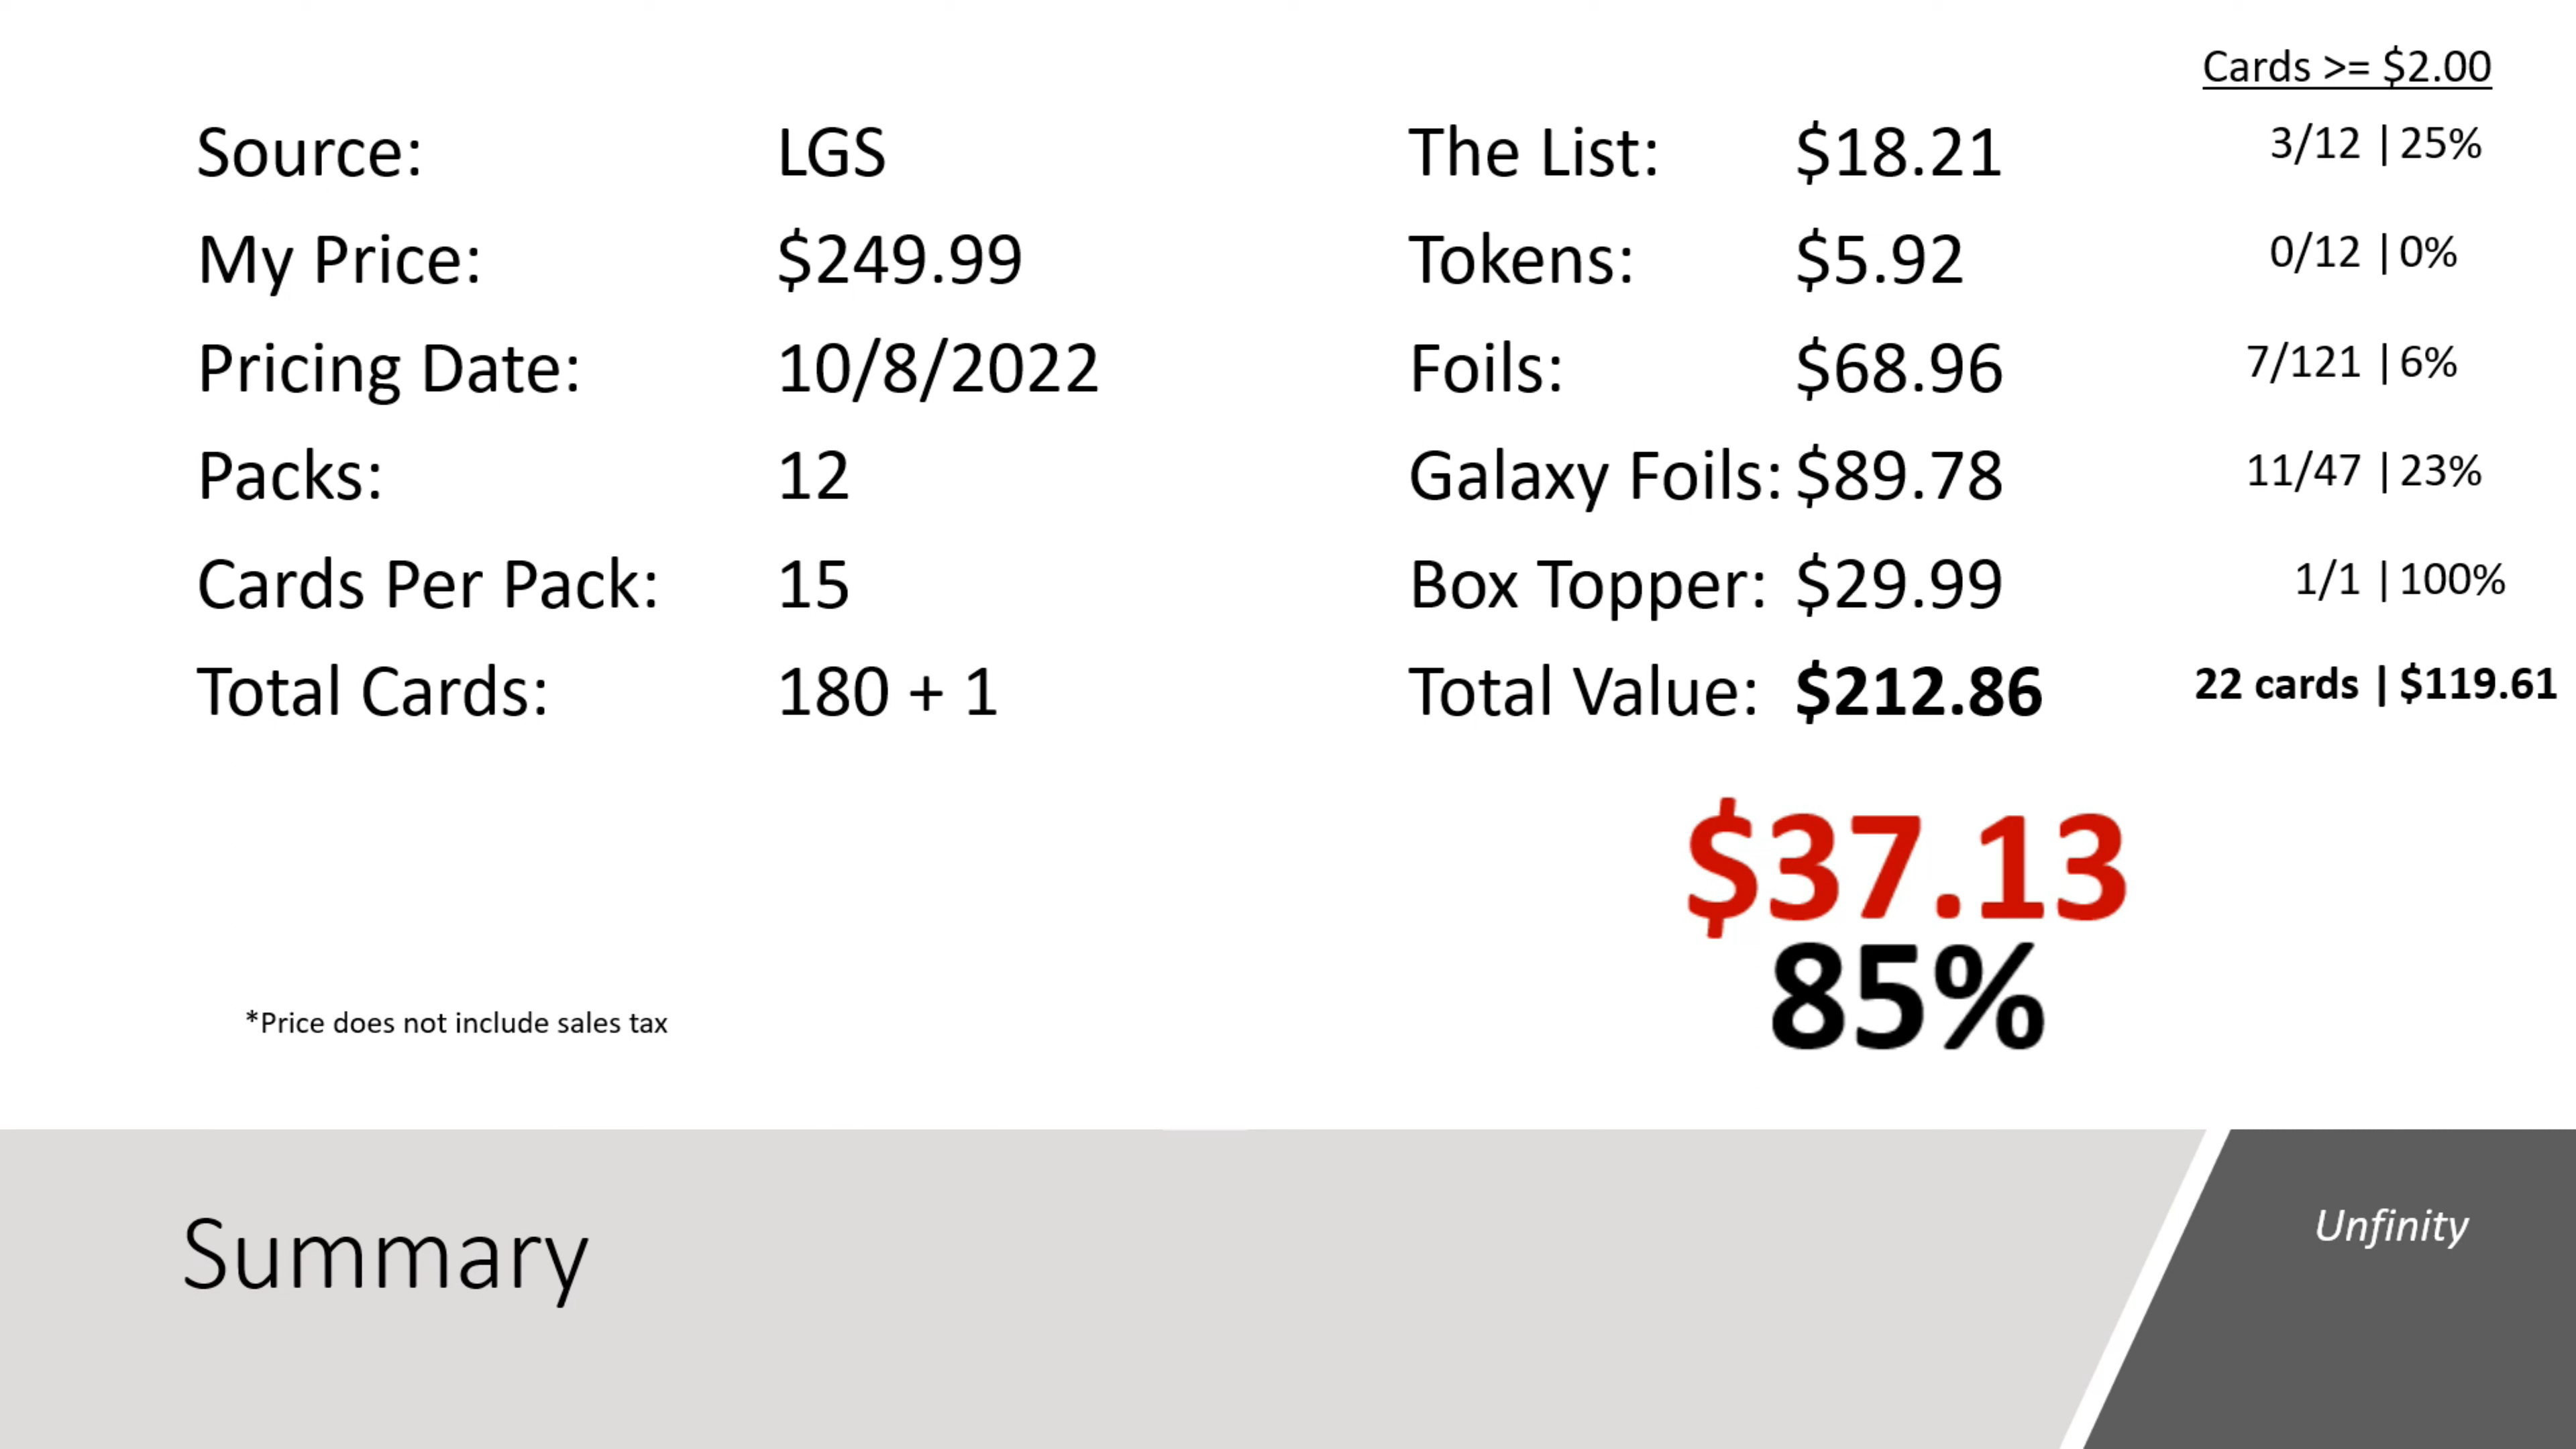 Cards >= $2.00
Source: LGS The List: $18.21 3/12 | 25%
My Price: $249.99 Tokens: $5.92 0/12 | 0%
Pricing Date: 10/8/2022 Foils: $68.96 7/121 | 6%
Packs: 12 Galaxy Foils: $89.78 11/47 | 23%
Cards Per Pack: 15 Box Topper: $29.99 1/1 | 100%
Total Cards: 180 + 1 Total Value: $212.86 22 cards | $119.61
$37.13
85%
*Price does not include sales tax
Summary
Unfinity